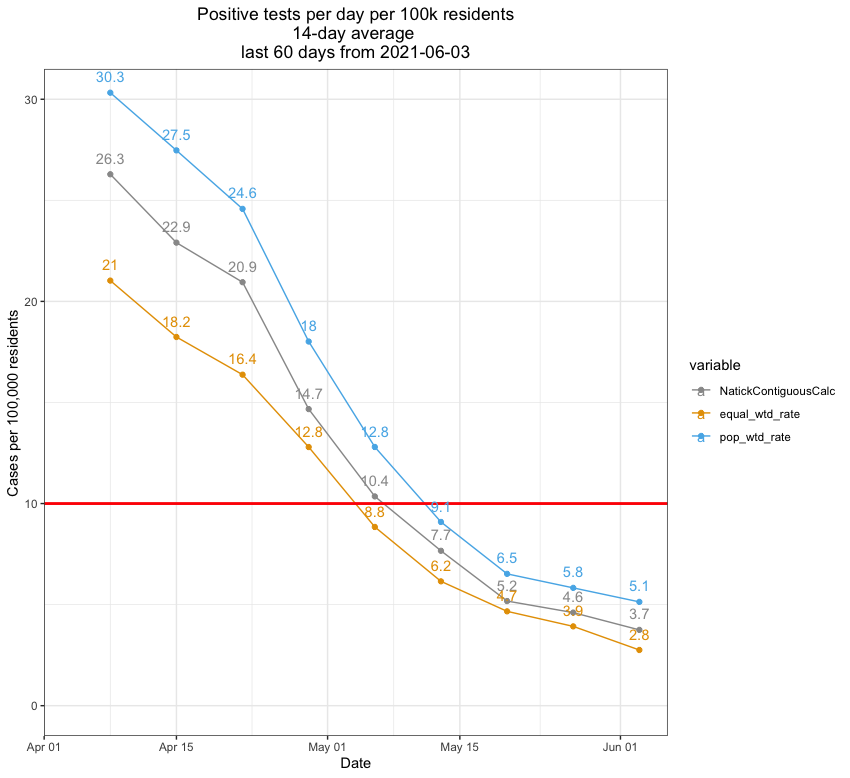 Positive tests per day per 100k residents
14-day average
last 60 days from 2021-06-03
Cases per 100,000 residents
30
20
10
0
30.3
27.5
26.3
24.6
22.9
21
20.9
18.2
18
16.4
14.7
12.8
12.8
10.4
8.8
9.1
7.7
6.2
6.5
5.2
4.7
5.8
4.6
3.9
5.1
3.7
2.8
Apr 01
Apr 15
May 01
May 15
Jun 01
Date
variable
a NatickContiguousCalc
a equal_wtd_rate
a pop_wtd_rate